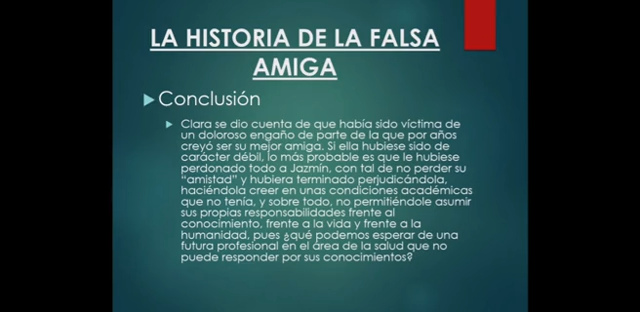 LA HISTORIA DE LA FALSA
AMIGA
Conclusión
Clara se dio cuenta de que había sido víctima de
un doloroso engaño de parte de la que por años
creyó ser su mejor amiga. Si ella hubiese sido de
carácter débil, lo más probable es que le hubiese
perdonado todo a Jazmín, con tal de no perder su
“amistad” y hubiera terminado perjudicándola,
haciéndola creer en unas condiciones académicas
que no tenía, y sobre todo, no permitiéndole asumir
sus propias responsabilidades frente al
conocimiento, frente a la vida y frente a la
humanidad, pues ¿qué podemos esperar de una
futura profesional en el área de la salud que no
puede responder por sus conocimientos?